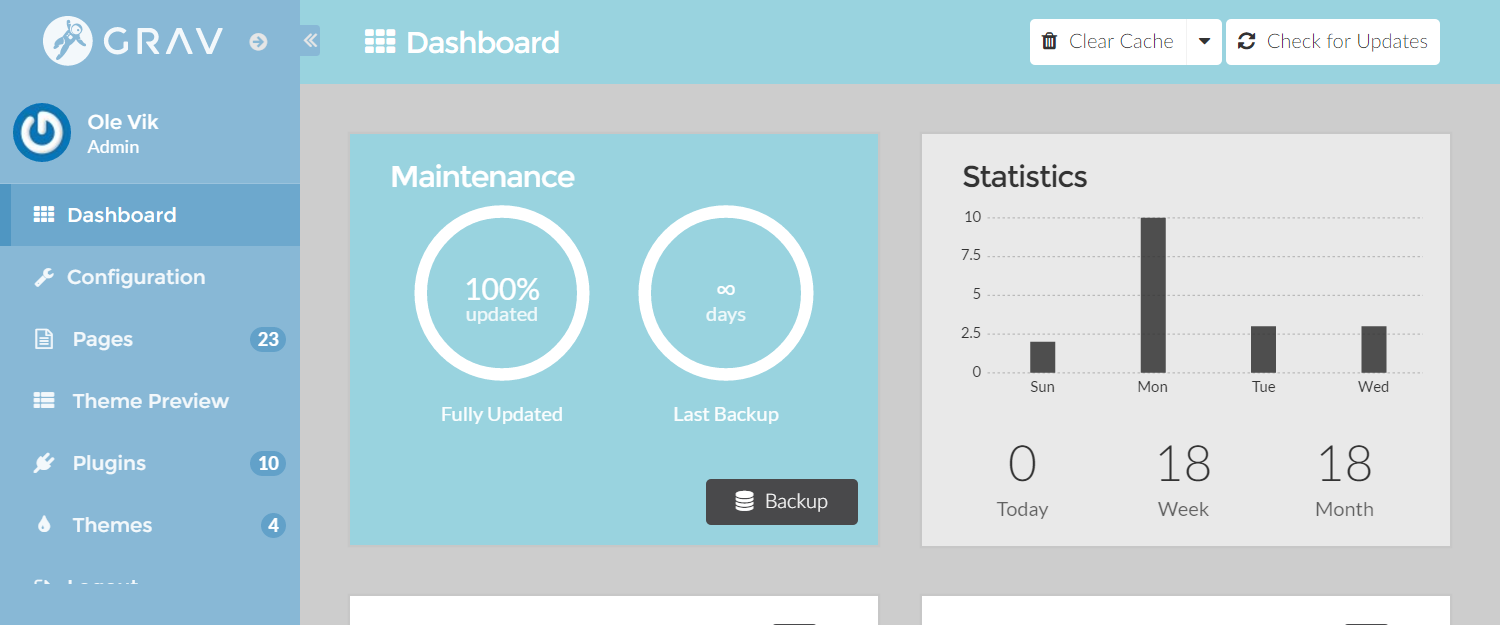 GRAV
Ole Vik
Admin
Dashboard
Configuration
Pages 23
Theme Preview
Plugins 10
Themes 4
Dashboard
Clear Cache
Check for Updates
Maintenance
100%
updated
Fully Updated
∞
days
Last Backup
Backup
Statistics
10
7.5
5
2.5
0
Sun Mon Tue Wed
0 18 18
Today Week Month